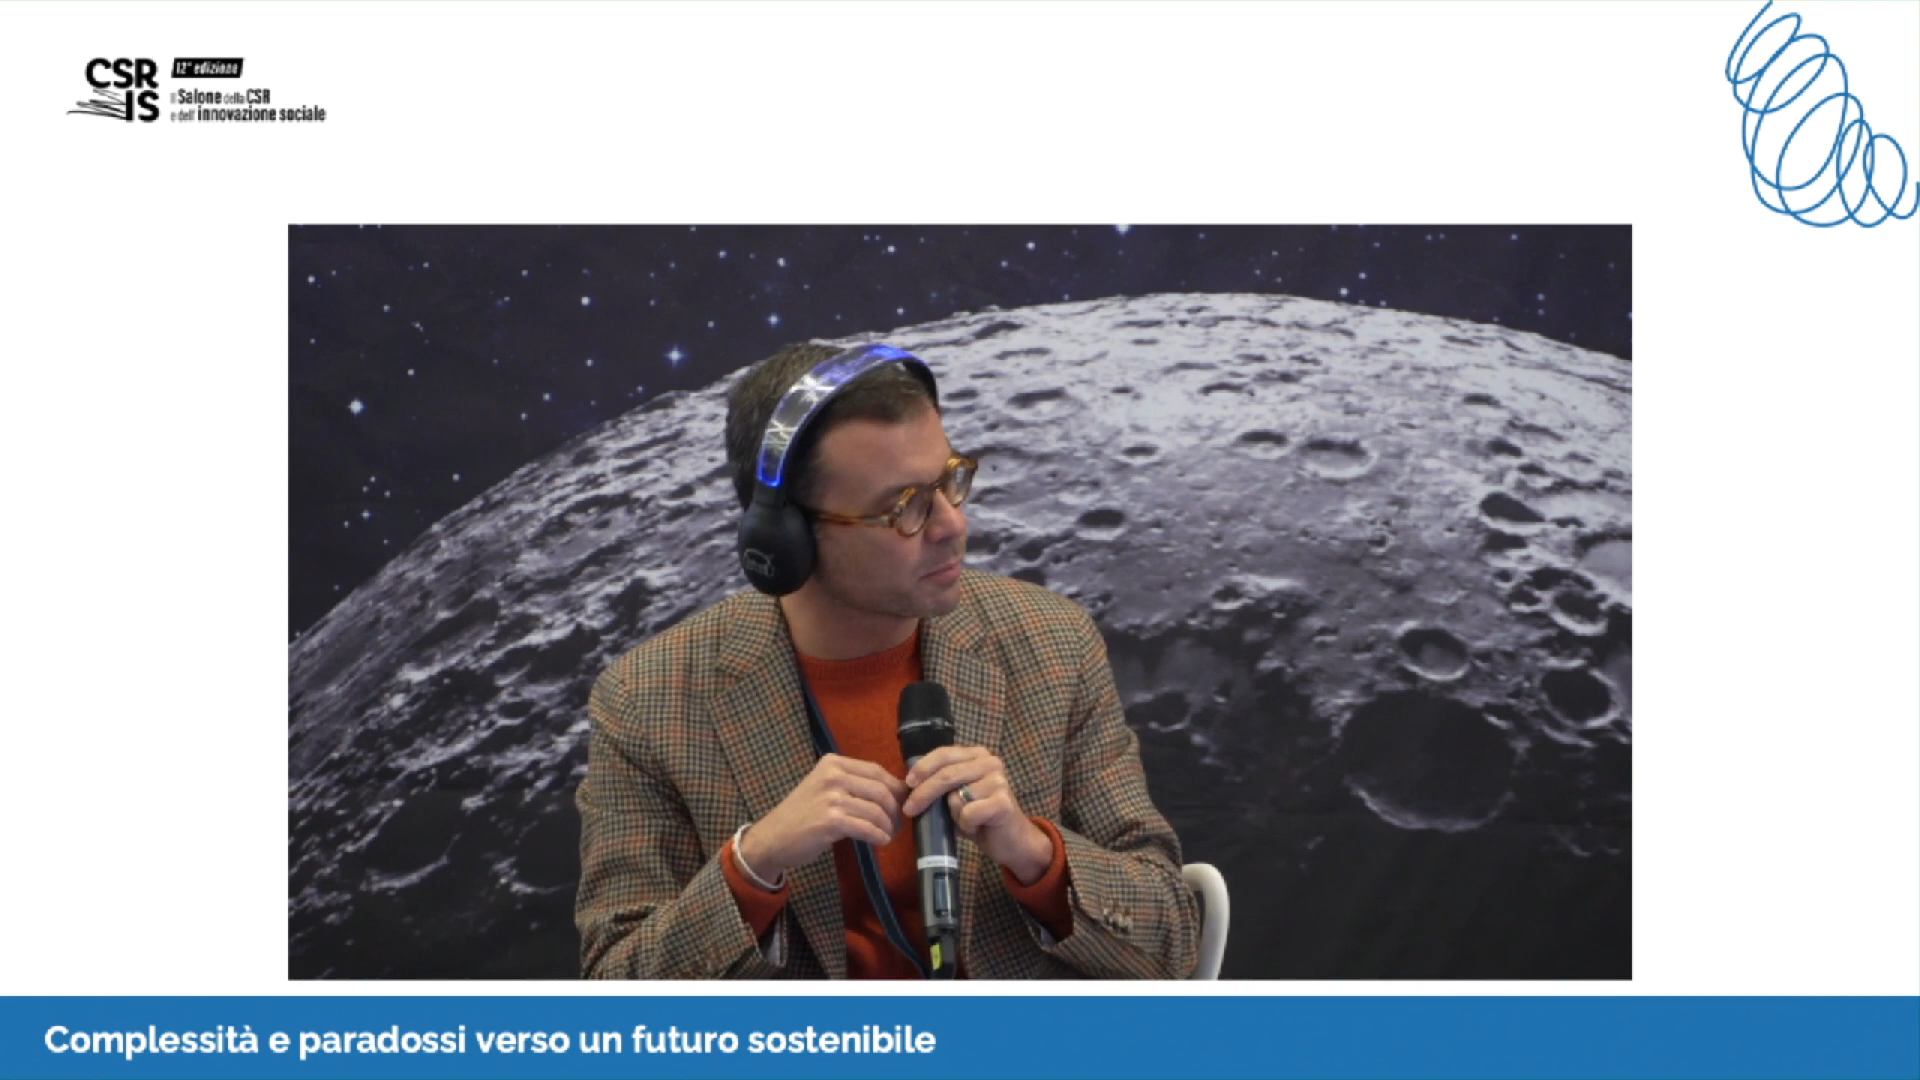 CSR
IS
12ª edizione
Il Salone della CSR
e dell'innovazione sociale
Complessità e paradossi verso un futuro sostenibile